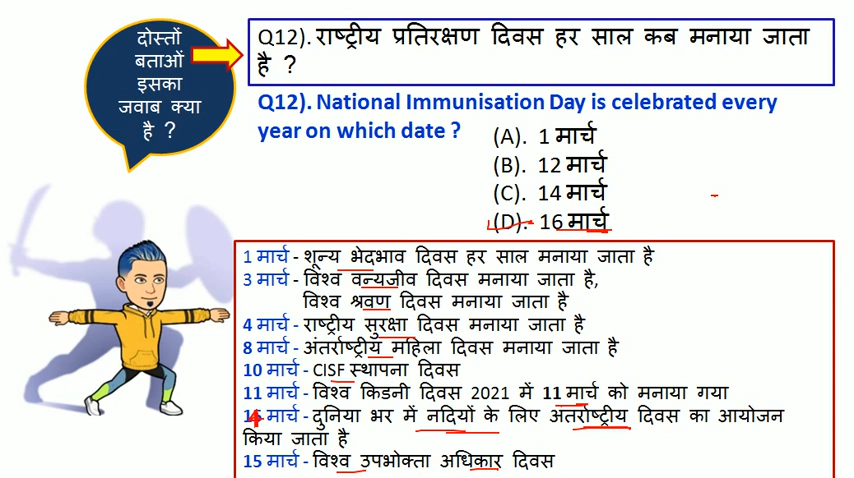 दोस्तों
बताओं
इसका
जवाब क्या
है ?
Q12). राष्ट्रीय प्रतिरक्षण दिवस हर साल कब मनाया जाता
है ?
Q12). National Immunisation Day is celebrated every
year on which date ?
(A). 1 मार्च
(B). 12 मार्च
(C). 14 मार्च
(D). 16 मार्च
1 मार्च - शून्य भेदभाव दिवस हर साल मनाया जाता है
3 मार्च - विश्व वन्यजीव दिवस मनाया जाता है,
विश्व श्रवण दिवस मनाया जाता है
4 मार्च - राष्ट्रीय सुरक्षा दिवस मनाया जाता है
8 मार्च - अंतर्राष्ट्रीय महिला दिवस मनाया जाता है
10 मार्च - CISF स्थापना दिवस
11 मार्च - विश्व किडनी दिवस 2021 में 11 मार्च को मनाया गया
14 मार्च - दुनिया भर में नदियों के लिए अंतर्राष्ट्रीय दिवस का आयोजन
किया जाता है
15 मार्च - विश्व उपभोक्ता अधिकार दिवस